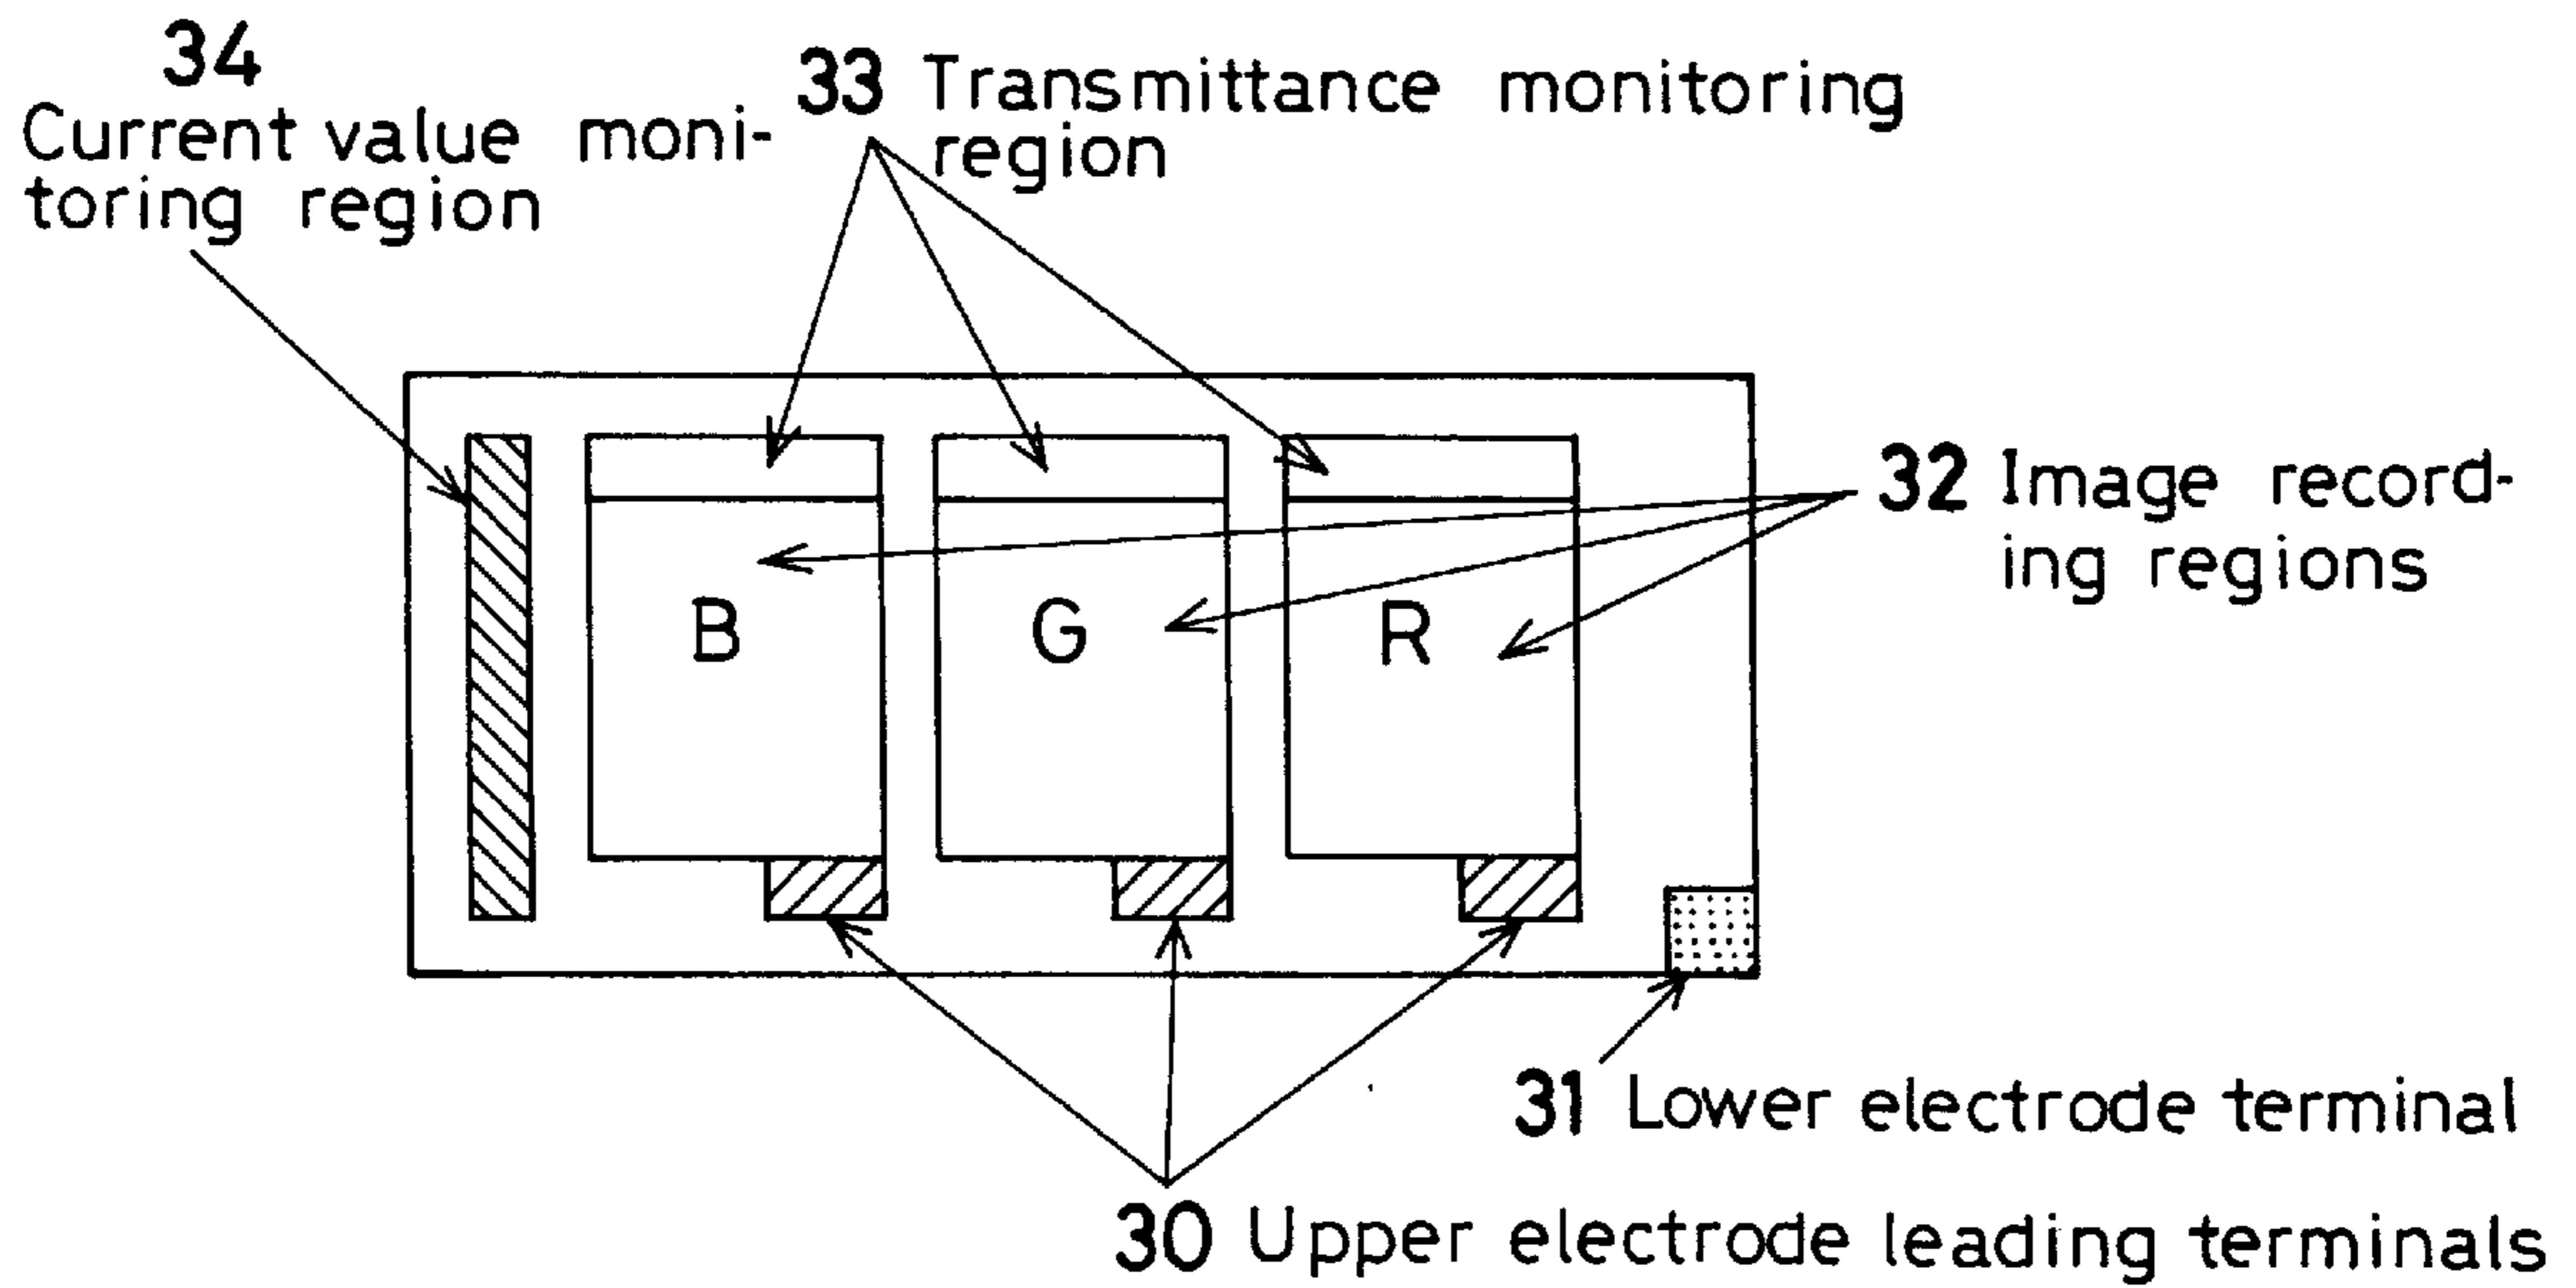 34
Current value moni-
toring region
33 Transmittance monitoring
region
32 Image record-
ing regions
B G R
31 Lower electrode terminal
30 Upper electrode leading terminals